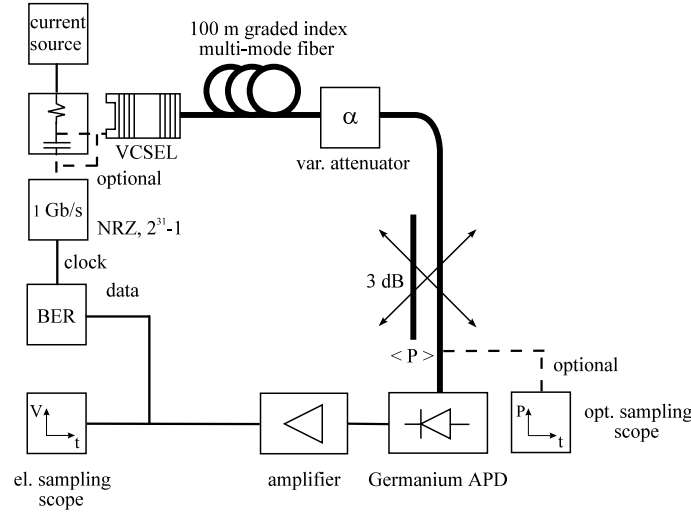 current
source
100 m graded index
multi-mode fiber
VCSEL
α
var. attenuator
optional
1 Gb/s
NRZ, 2³¹-1
clock
data
BER
3 dB
< P >
optional
V
t
el. sampling
scope
amplifier
Germanium APD
P
t
opt. sampling
scope